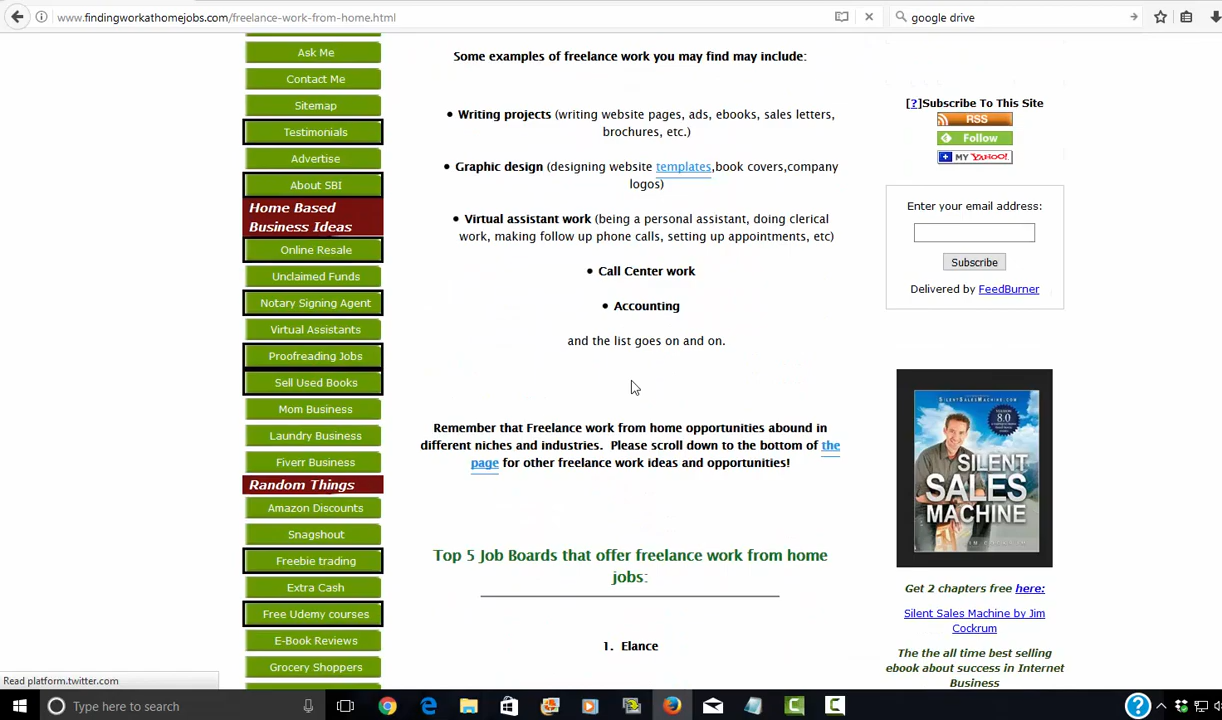 www.findingworkathomejobs.com/freelance-work-from-home.html
google drive
Ask Me
Contact Me
Sitemap
Testimonials
Advertise
About SBI
Home Based
Business Ideas
Online Resale
Unclaimed Funds
Notary Signing Agent
Virtual Assistants
Proofreading Jobs
Sell Used Books
Mom Business
Laundry Business
Fiverr Business
Random Things
Amazon Discounts
Snagshout
Freebie trading
Extra Cash
Free Udemy courses
E-Book Reviews
Grocery Shoppers
Some examples of freelance work you may find may include:
• Writing projects (writing website pages, ads, ebooks, sales letters,
brochures, etc.)
• Graphic design (designing website templates,book covers,company
logos)
• Virtual assistant work (being a personal assistant, doing clerical
work, making follow up phone calls, setting up appointments, etc)
• Call Center work
• Accounting
and the list goes on and on.
Remember that Freelance work from home opportunities abound in
different niches and industries. Please scroll down to the bottom of the
page for other freelance work ideas and opportunities!
Top 5 Job Boards that offer freelance work from home
jobs:
1. Elance
[?]Subscribe To This Site
RSS
Follow
MY YAHOO!
Enter your email address:
Subscribe
Delivered by FeedBurner
SILENTSALESMACHINE.COM
VERSION
8.0
SILENT
SALES
MACHINE
JIM COCKRUM
Get 2 chapters free here:
Silent Sales Machine by Jim
Cockrum
The the all time best selling
ebook about success in Internet
Business
Read platform.twitter.com
Type here to search